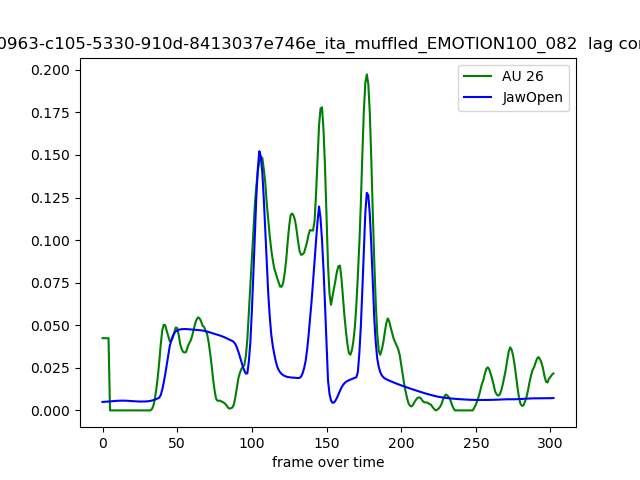 0963-c105-5330-910d-8413037e746e_ita_muffled_EMOTION100_082 lag
AU 26
JawOpen
0.200
0.175
0.150
0.125
0.100
0.075
0.050
0.025
0.000
0 50 100 150 200 250 300
frame over time